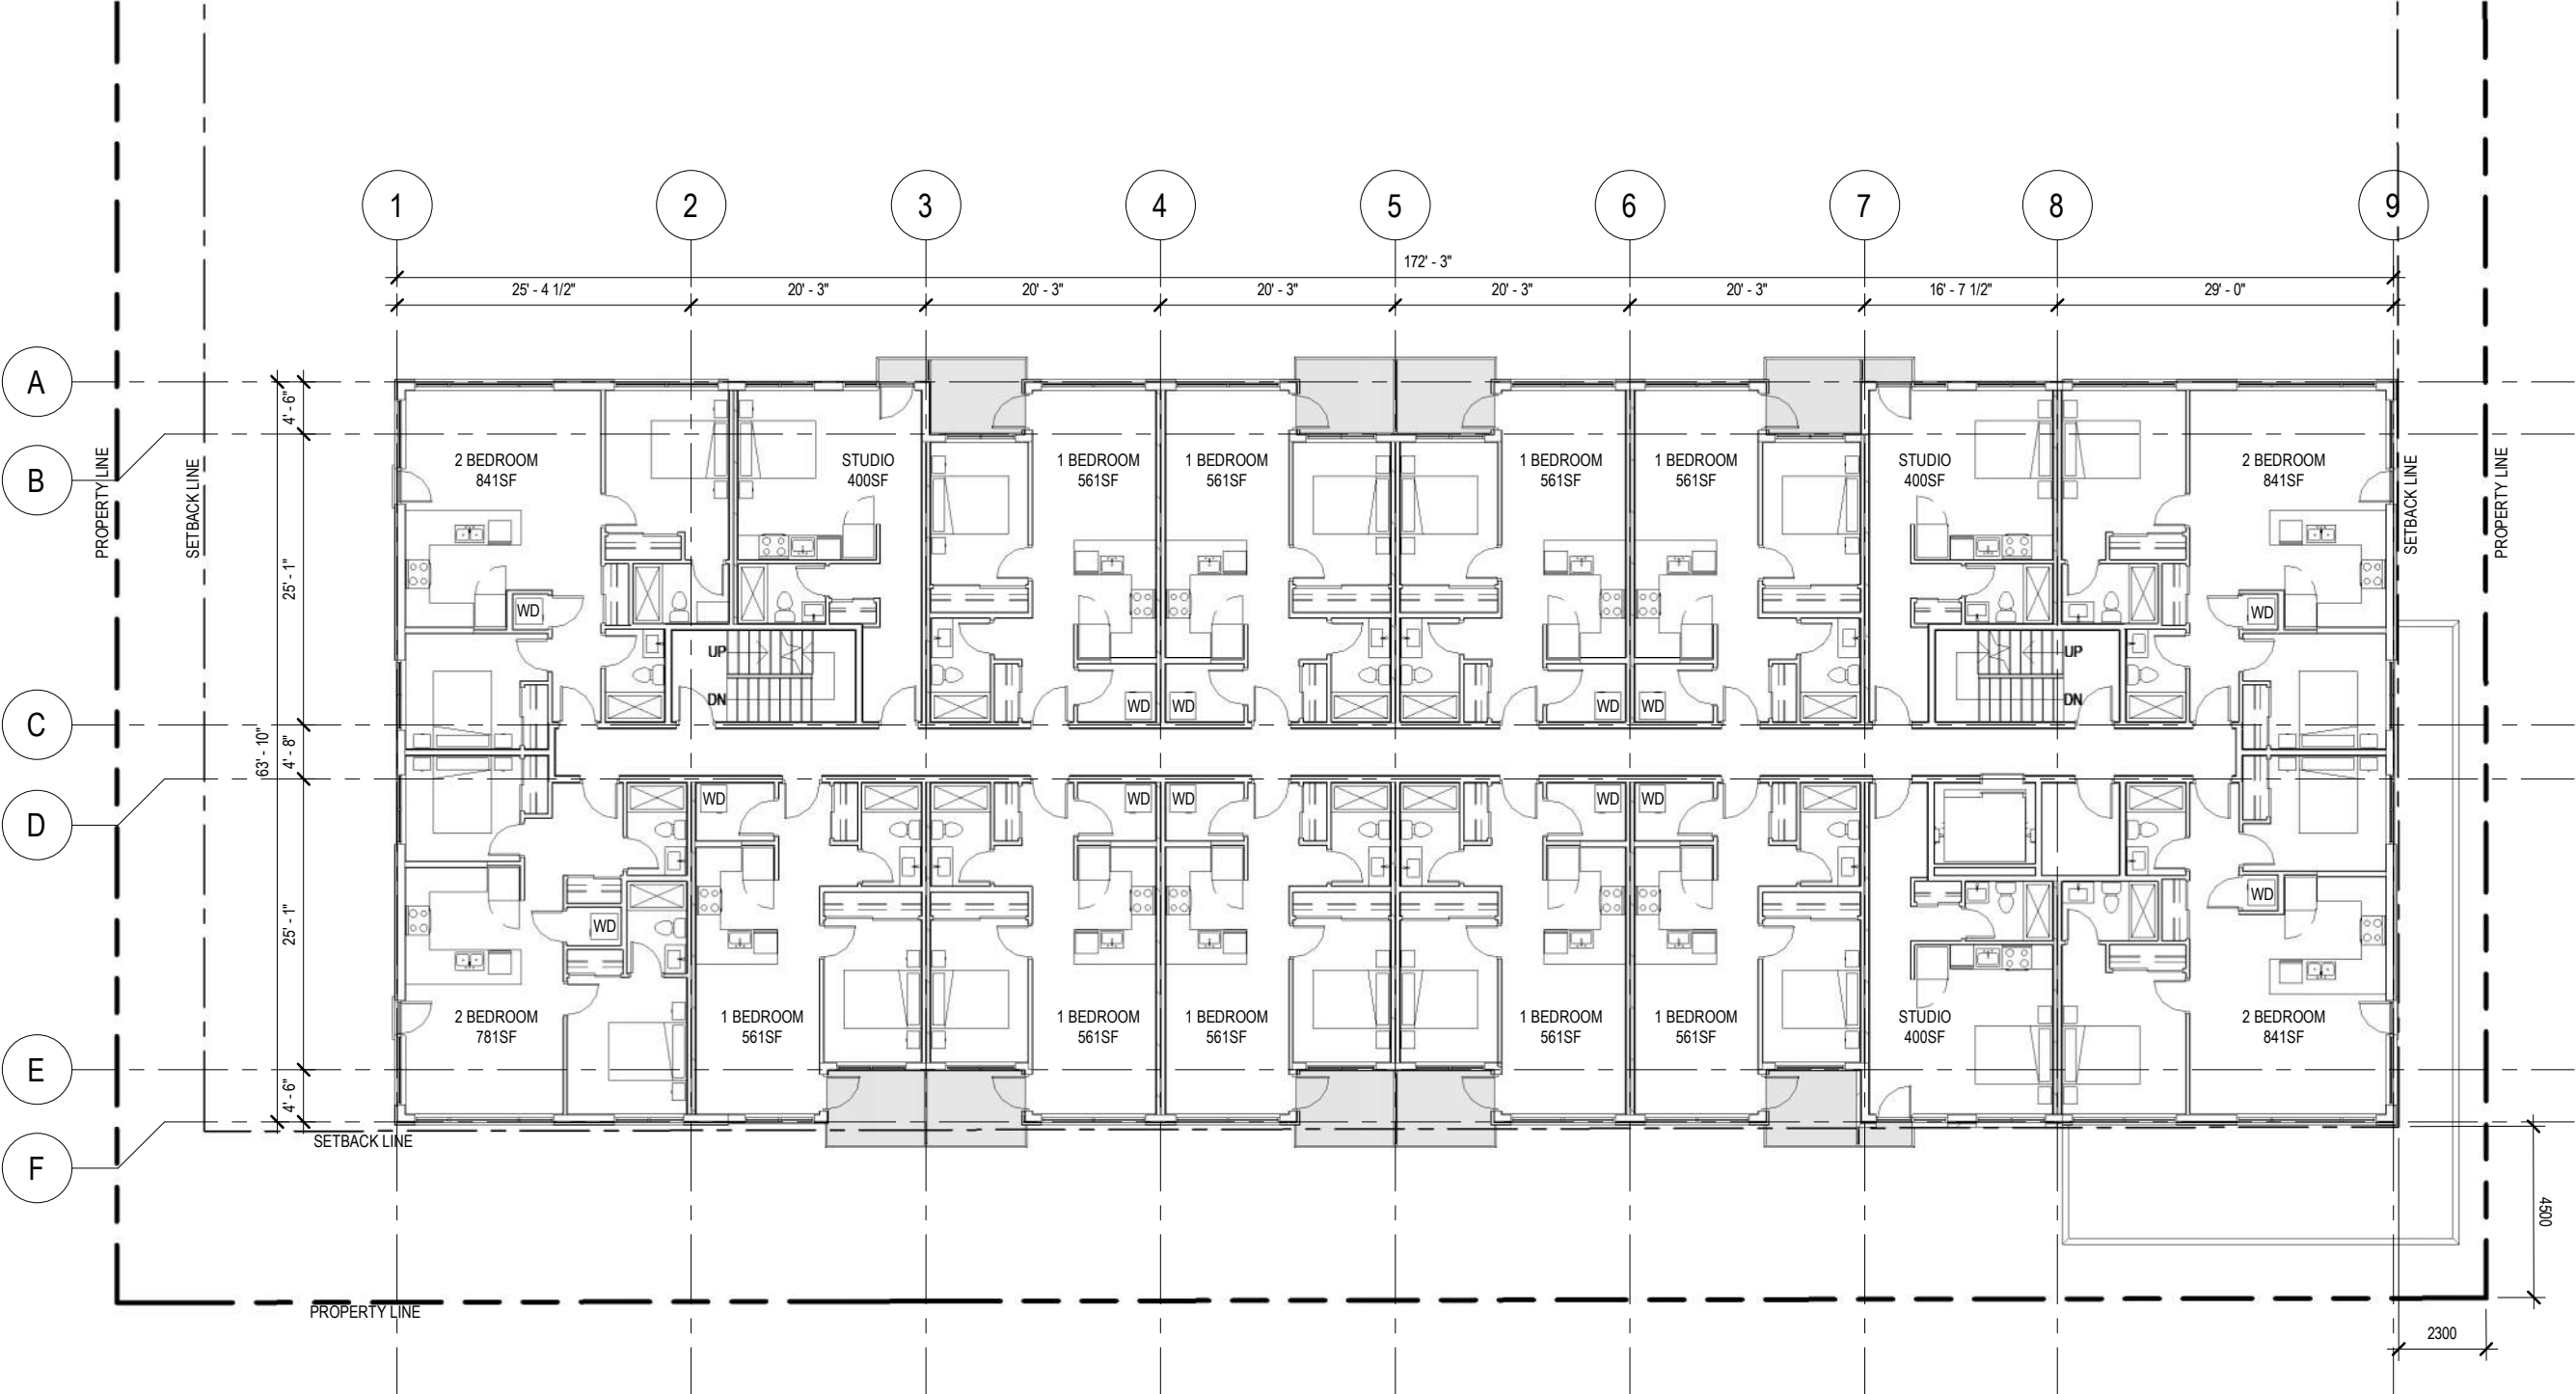 1
2
3
4
5
6
7
8
9
172' - 3"
25' - 4 1/2"
20' - 3"
20' - 3"
20' - 3"
20' - 3"
20' - 3"
16' - 7 1/2"
29' - 0"
A
B
C
D
E
F
4' - 6"
25' - 1"
4' - 8"
63' - 10"
25' - 1"
4' - 6"
PROPERTY LINE
SETBACK LINE
2 BEDROOM
841SF
STUDIO
400SF
1 BEDROOM
561SF
1 BEDROOM
561SF
1 BEDROOM
561SF
1 BEDROOM
561SF
STUDIO
400SF
2 BEDROOM
841SF
SETBACK LINE
PROPERTY LINE
WD
WD
UP
UP
DN
WD
WD
WD
WD
DN
WD
WD
WD
WD
WD
WD
WD
WD
2 BEDROOM
781SF
1 BEDROOM
561SF
1 BEDROOM
561SF
1 BEDROOM
561SF
1 BEDROOM
561SF
1 BEDROOM
561SF
STUDIO
400SF
2 BEDROOM
841SF
SETBACK LINE
4500
PROPERTY LINE
2300